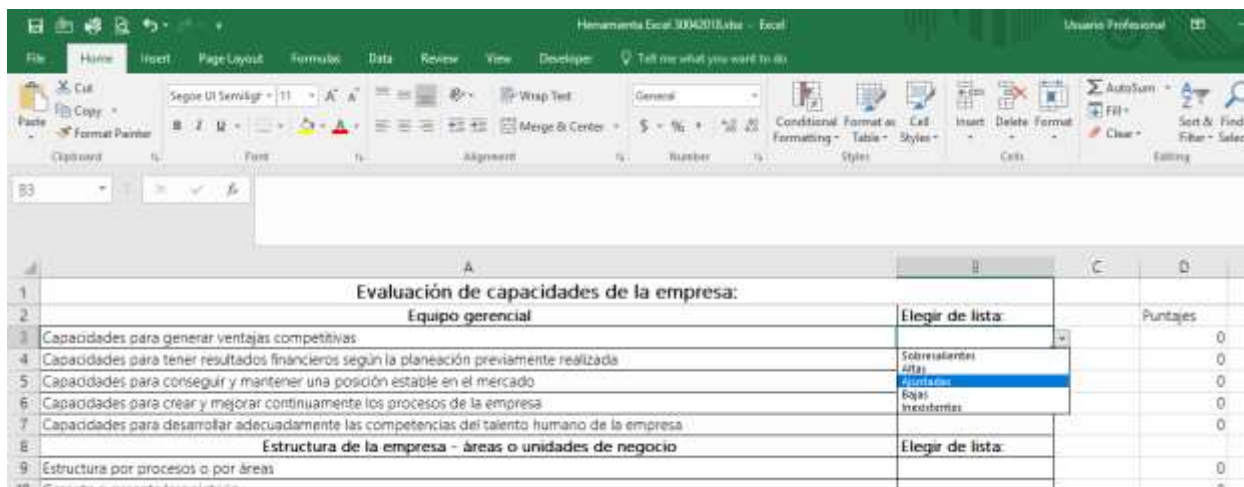 Herramienta Excel 30042018.xlsx - Excel
Usuario Profesional
File Home Insert Page Layout Formulas Data Review View Developer Tell me what you want to do
Cut
Copy
Format Painter
Paste
Segoe UI Semiligh 11
Wrap Text
Merge & Center
General
Conditional Formatting
Format as Table
Cell Styles
Insert Delete Format
AutoSum
Fill
Clear
Sort & Filter
Find
Selec
Clipboard Font Alignment Number Styles Cells Editing
B3
A B C D
1 Evaluación de capacidades de la empresa:
2 Equipo gerencial Elegir de lista: Puntajes
3 Capacidades para generar ventajas competitivas 0
4 Capacidades para tener resultados financieros según la planeación previamente realizada 0
5 Capacidades para conseguir y mantener una posición estable en el mercado 0
6 Capacidades para crear y mejorar continuamente los procesos de la empresa 0
7 Capacidades para desarrollar adecuadamente las competencias del talento humano de la empresa 0
Sobresalientes
Altas
Ajustadas
Bajas
Inexistentes
8 Estructura de la empresa - áreas o unidades de negocio Elegir de lista:
9 Estructura por procesos o por áreas 0